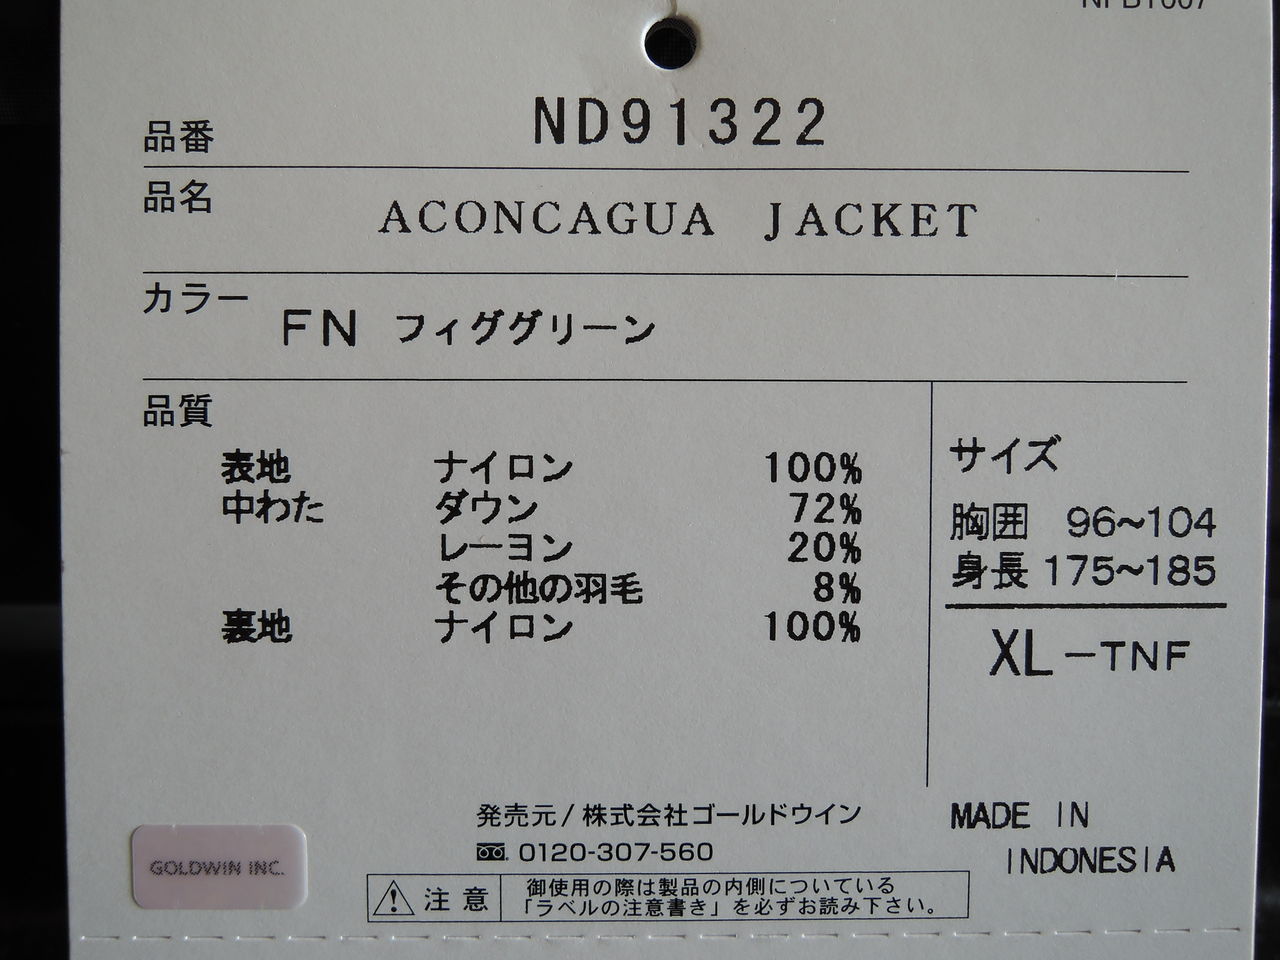 品番 ND91322
品名 ACONCAGUA JACKET
カラー FN フィググリーン
品質
表地 ナイロン 100%
中わた ダウン 72%
レーヨン 20%
その他の羽毛 8%
裏地 ナイロン 100%
サイズ
胸囲 96~104
身長 175~185
XL-TNF
発売元/株式会社ゴールドウイン
0120-307-560
MADE IN
INDONESIA
GOLDWIN INC.
注意 御使用の際は製品の内側についている
「ラベルの注意書き」を必ずお読み下さい。